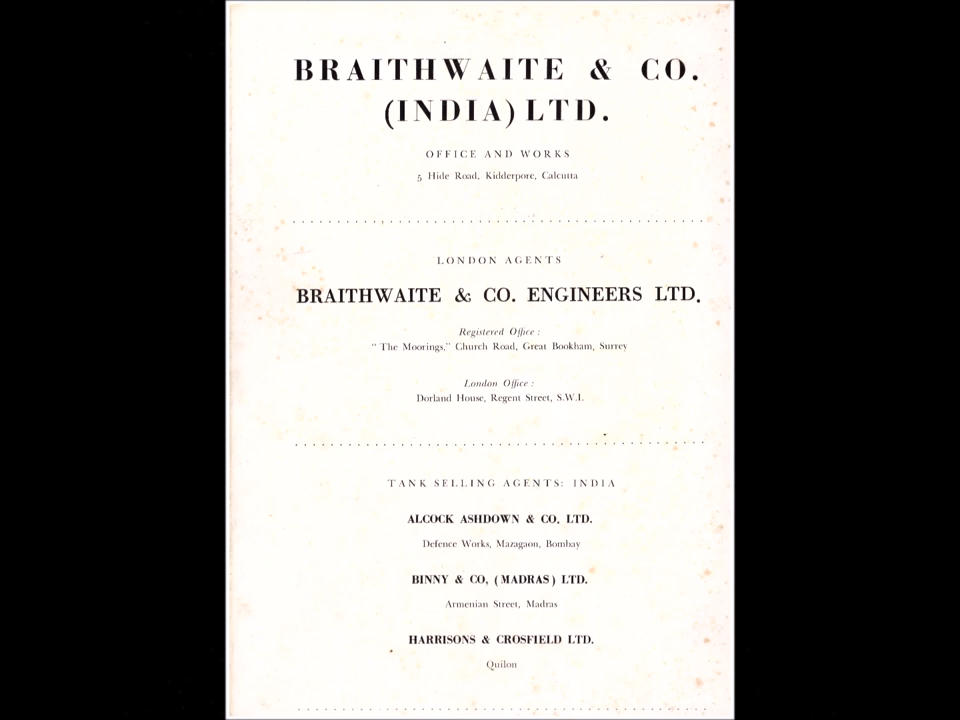 BRAITHWAITE & CO.
(INDIA) LTD.
OFFICE AND WORKS
5 Hide Road, Kidderpore, Calcutta
LONDON AGENTS
BRAITHWAITE & CO. ENGINEERS LTD.
Registered Office :
" The Moorings," Church Road, Great Bookham, Surrey
London Office :
Dorland House, Regent Street, S.W.I.
TANK SELLING AGENTS: INDIA
ALCOCK ASHDOWN & CO. LTD.
Defence Works, Mazagaon, Bombay
BINNY & CO, (MADRAS) LTD.
Armenian Street, Madras
HARRISONS & CROSFIELD LTD.
Quilon